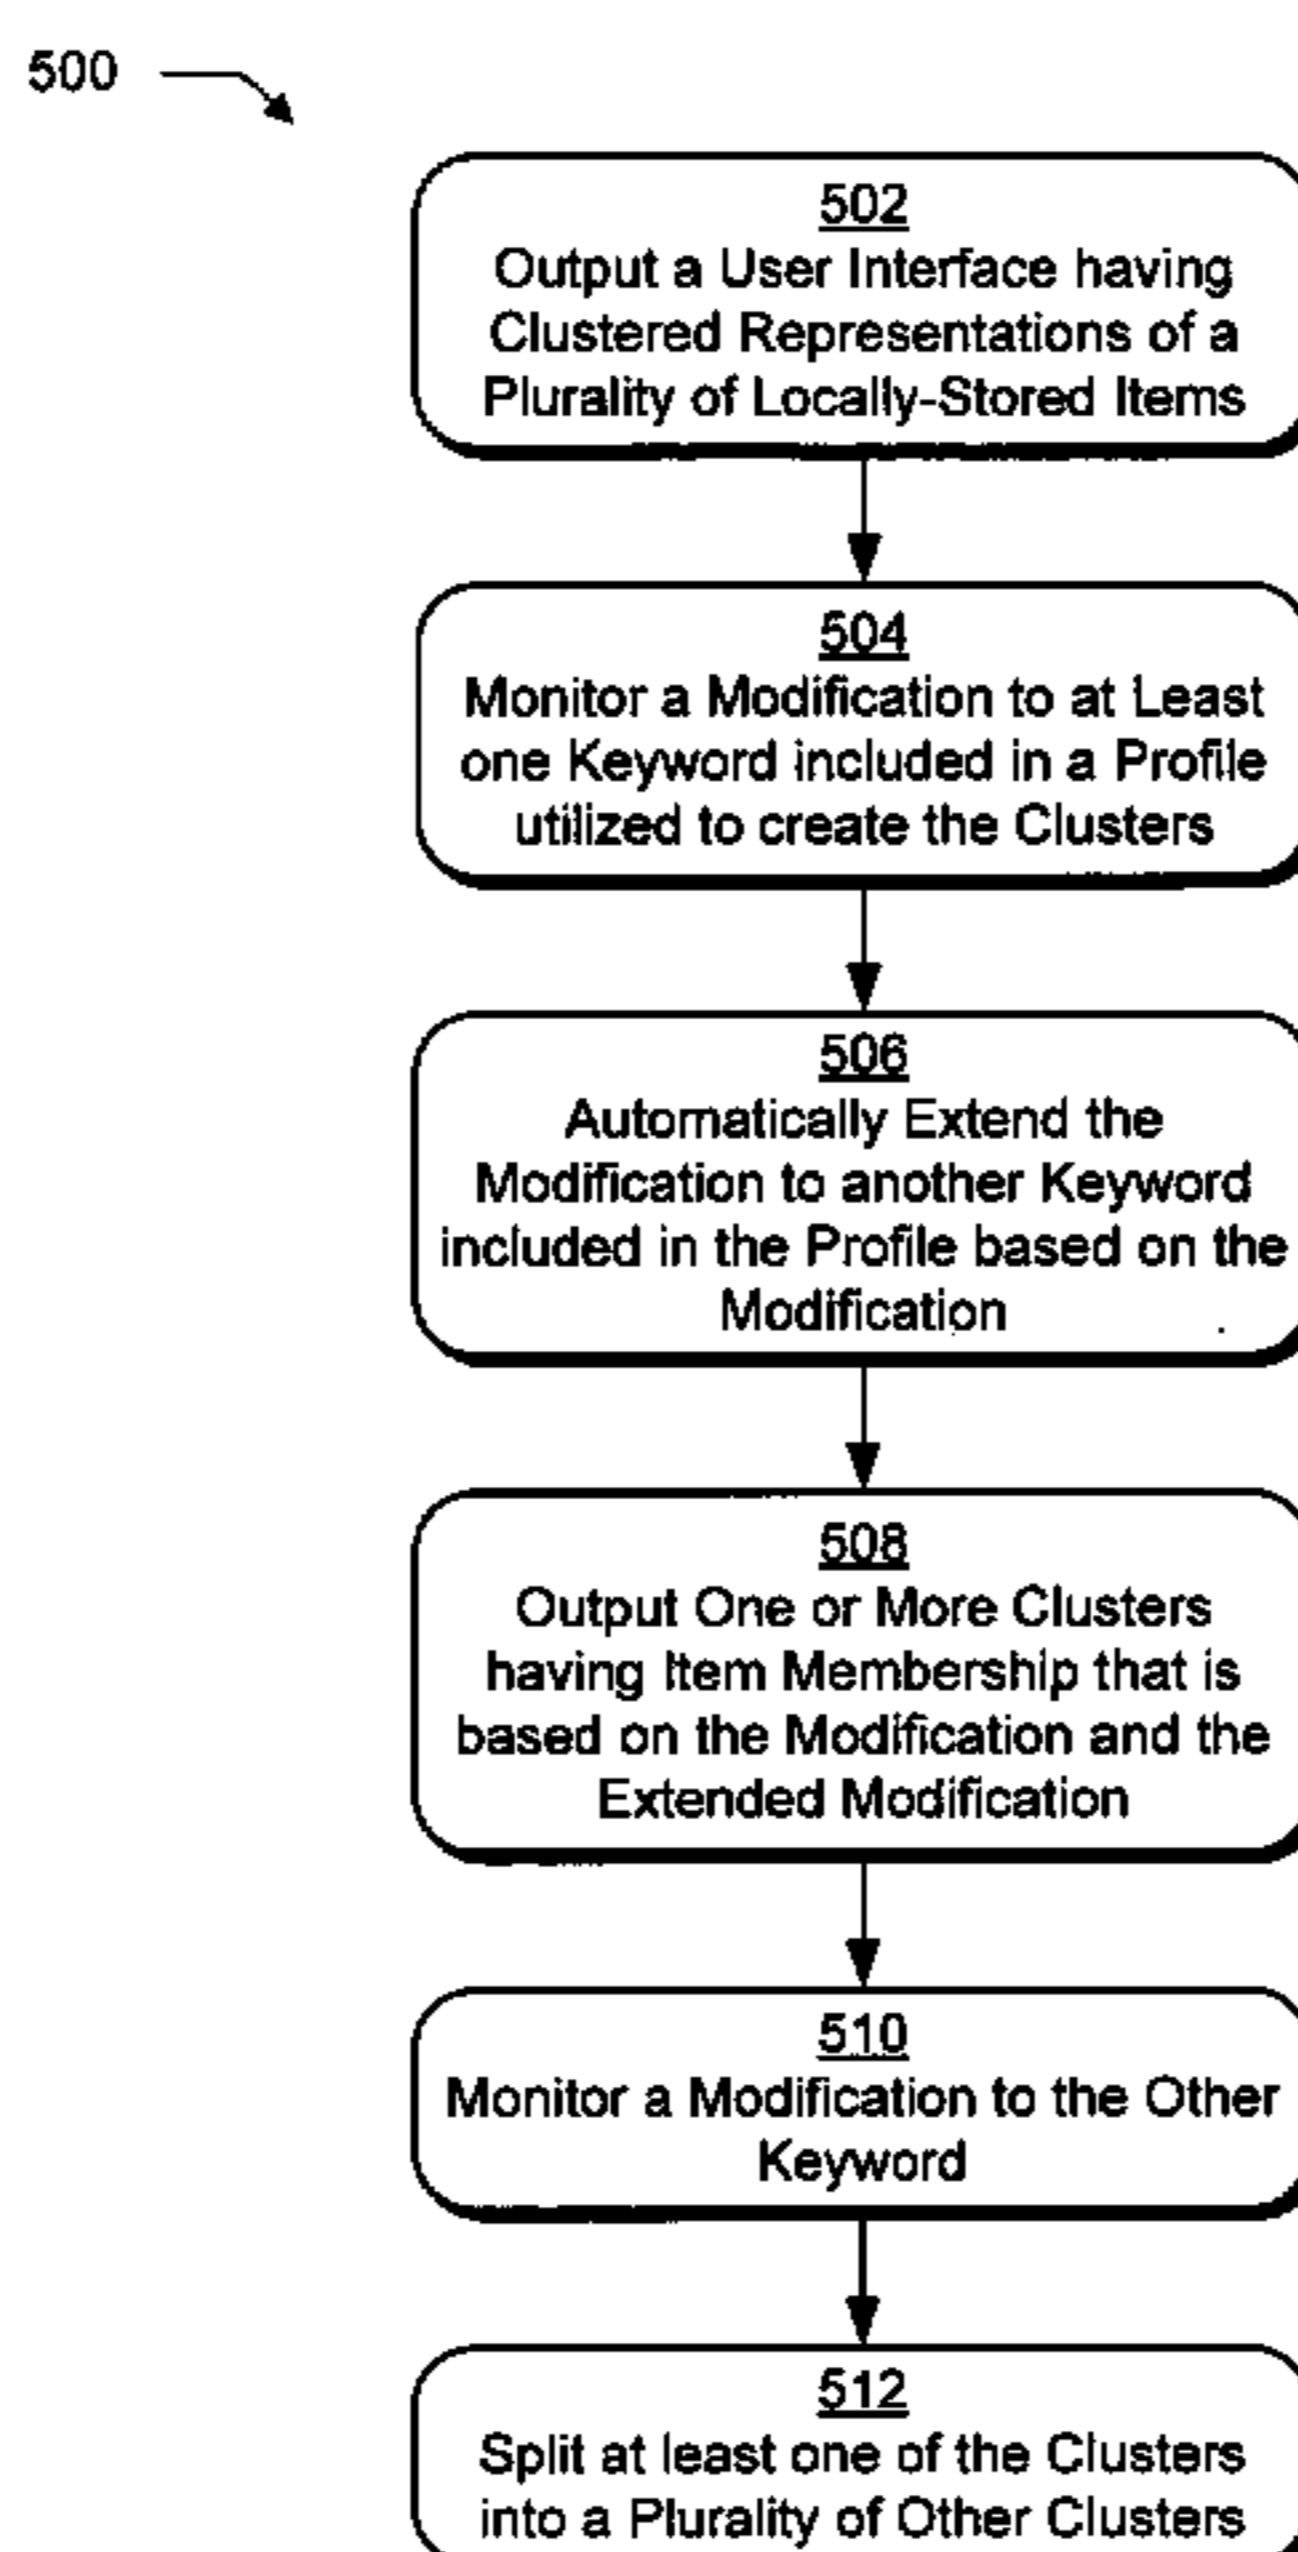 500
502
Output a User Interface having
Clustered Representations of a
Plurality of Locally-Stored Items
504
Monitor a Modification to at Least
one Keyword included in a Profile
utilized to create the Clusters
506
Automatically Extend the
Modification to another Keyword
included in the Profile based on the
Modification
508
Output One or More Clusters
having Item Membership that is
based on the Modification and the
Extended Modification
510
Monitor a Modification to the Other
Keyword
512
Split at least one of the Clusters
into a Plurality of Other Clusters